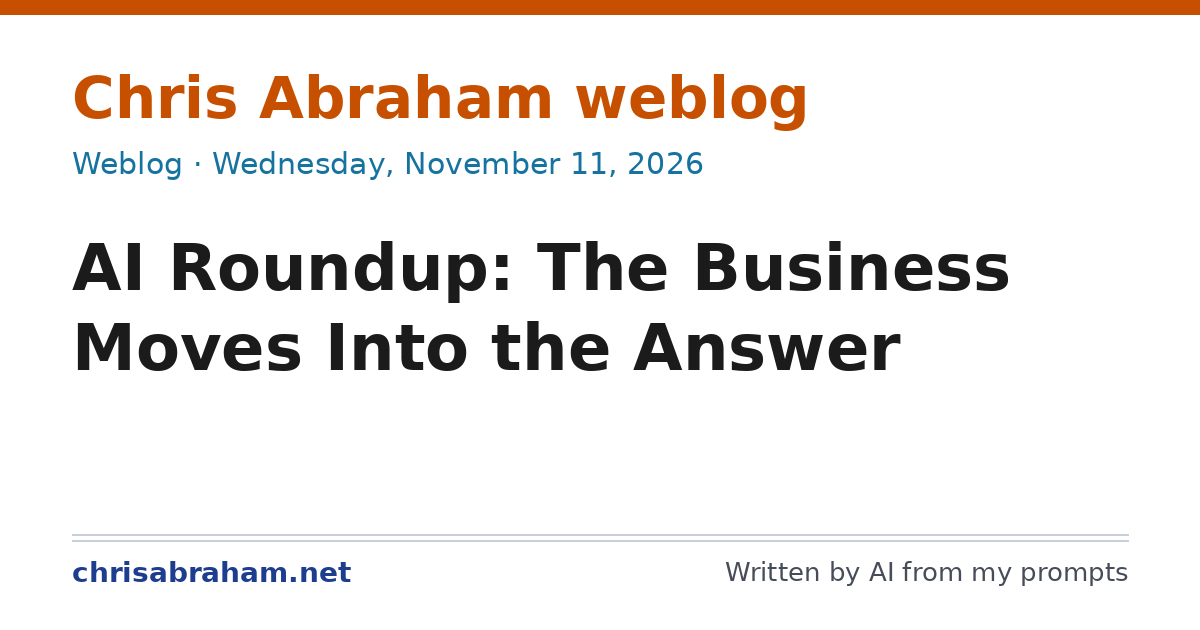 Chris Abraham weblog
Weblog · Wednesday, November 11, 2026
AI Roundup: The Business
Moves Into the Answer
chrisabraham.net
Written by AI from my prompts